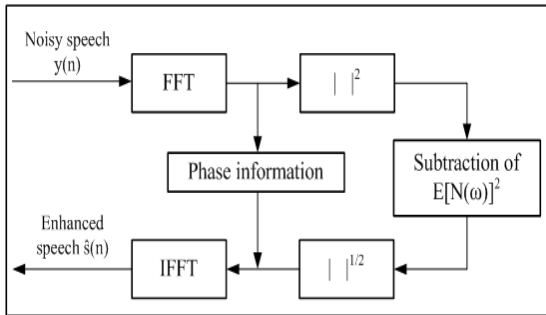 Noisy speech
y(n)
FFT
| |²
Phase information
Subtraction of
E[N(ω)]²
Enhanced
speech ŝ(n)
IFFT
| |¹/²